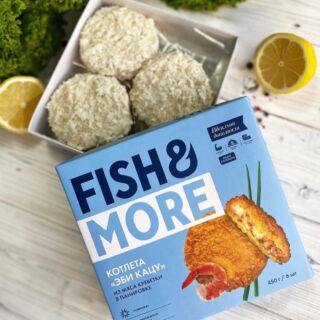 FISH &
MORE
КОТЛЕТА
«ЭБИ КАЦУ»
ИЗ МЯСА КРЕВЕТКИ
В ПАНИРОВКЕ
450 г / 6 шт